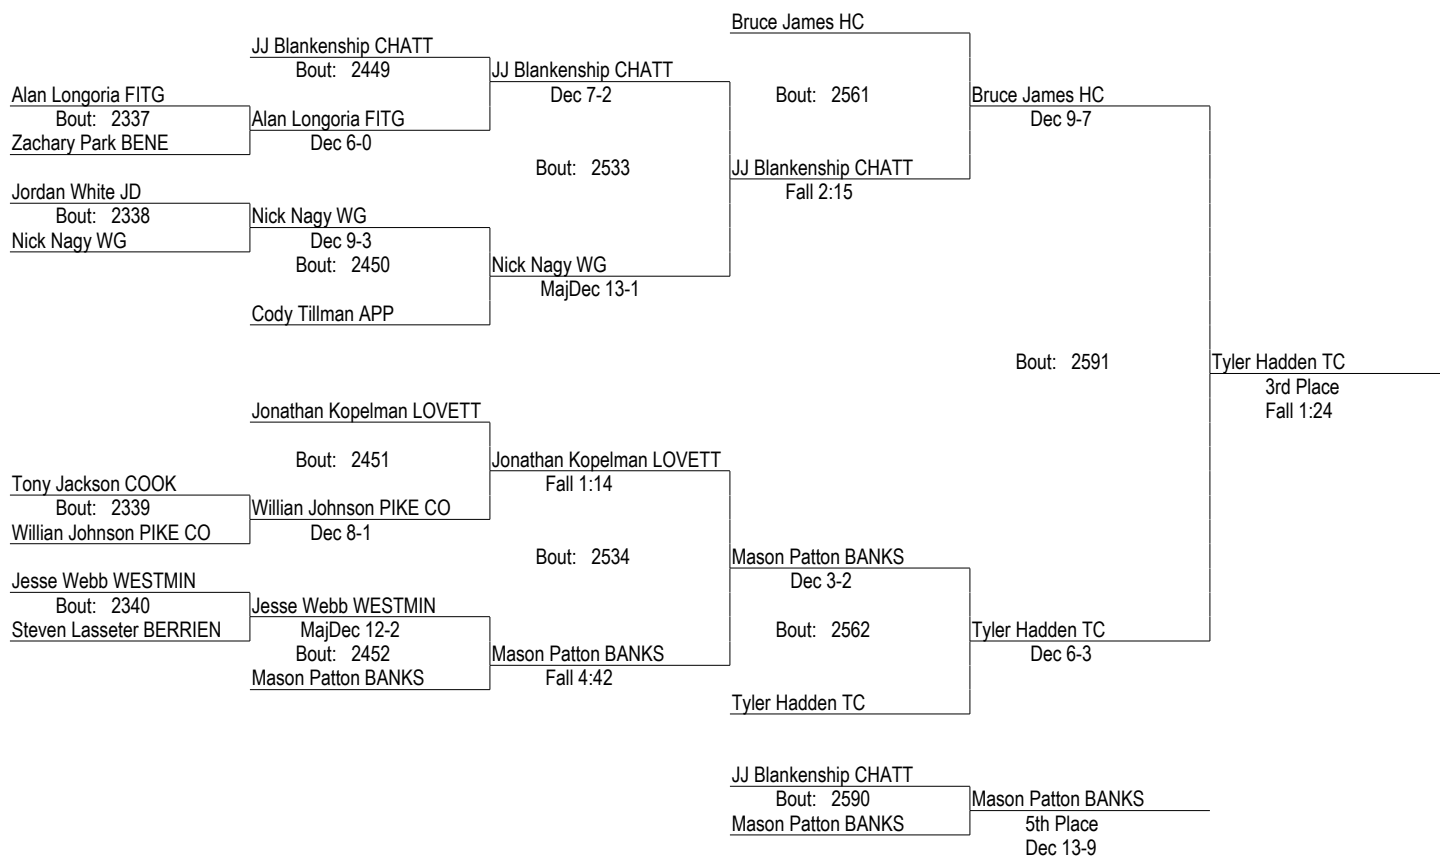 Bruce James HC
JJ Blankenship CHATT
Bout: 2449
JJ Blankenship CHATT
Dec 7-2
Bout: 2561
Bruce James HC
Dec 9-7
Alan Longoria FITG
Bout: 2337
Zachary Park BENE
Alan Longoria FITG
Dec 6-0
Bout: 2533
JJ Blankenship CHATT
Fall 2:15
Jordan White JD
Bout: 2338
Nick Nagy WG
Nick Nagy WG
Dec 9-3
Bout: 2450
Nick Nagy WG
MajDec 13-1
Cody Tillman APP
Bout: 2591
Tyler Hadden TC
3rd Place
Fall 1:24
Jonathan Kopelman LOVETT
Bout: 2451
Jonathan Kopelman LOVETT
Fall 1:14
Tony Jackson COOK
Bout: 2339
Willian Johnson PIKE CO
Willian Johnson PIKE CO
Dec 8-1
Bout: 2534
Mason Patton BANKS
Dec 3-2
Jesse Webb WESTMIN
Bout: 2340
Steven Lasseter BERRIEN
Jesse Webb WESTMIN
MajDec 12-2
Bout: 2452
Mason Patton BANKS
Mason Patton BANKS
Fall 4:42
Bout: 2562
Tyler Hadden TC
Dec 6-3
Tyler Hadden TC
JJ Blankenship CHATT
Bout: 2590
Mason Patton BANKS
Mason Patton BANKS
5th Place
Dec 13-9